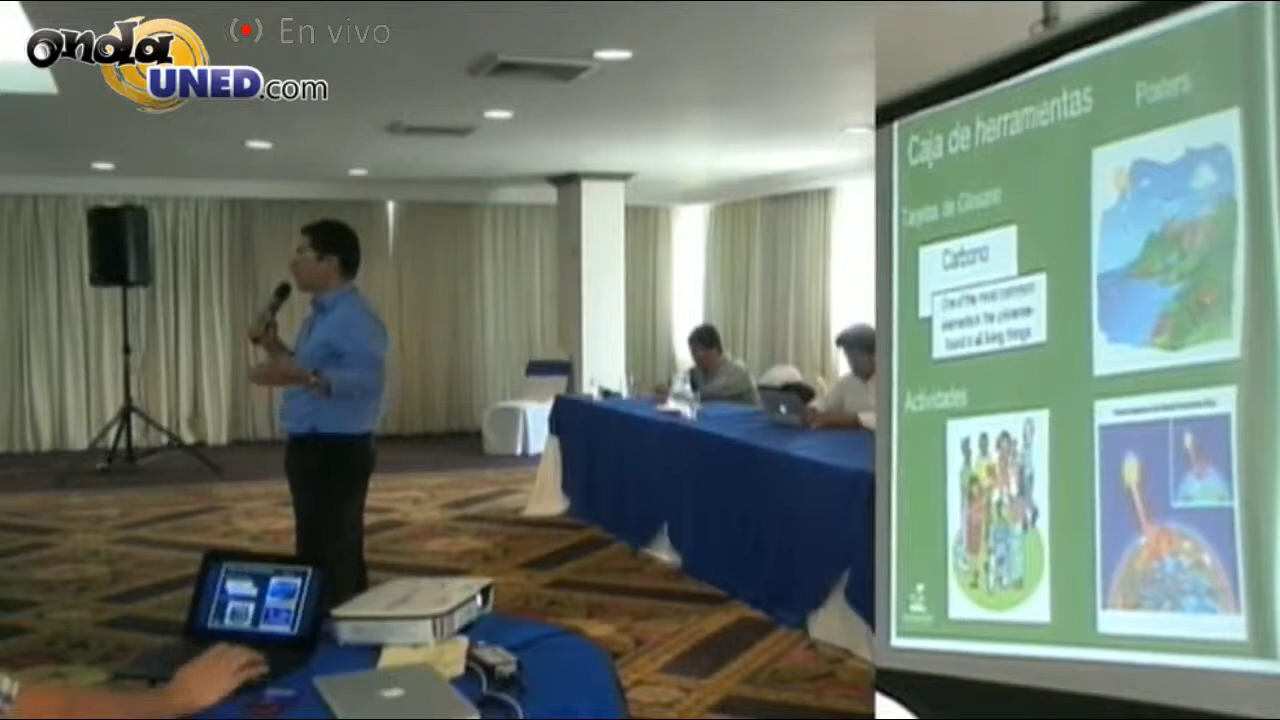 onda
UNED.com
En vivo
Caja de herramientas
Posters
Tarjetas de Glosario
Carbono
One of the most common
elements in the universe
found in all living things
Actividades